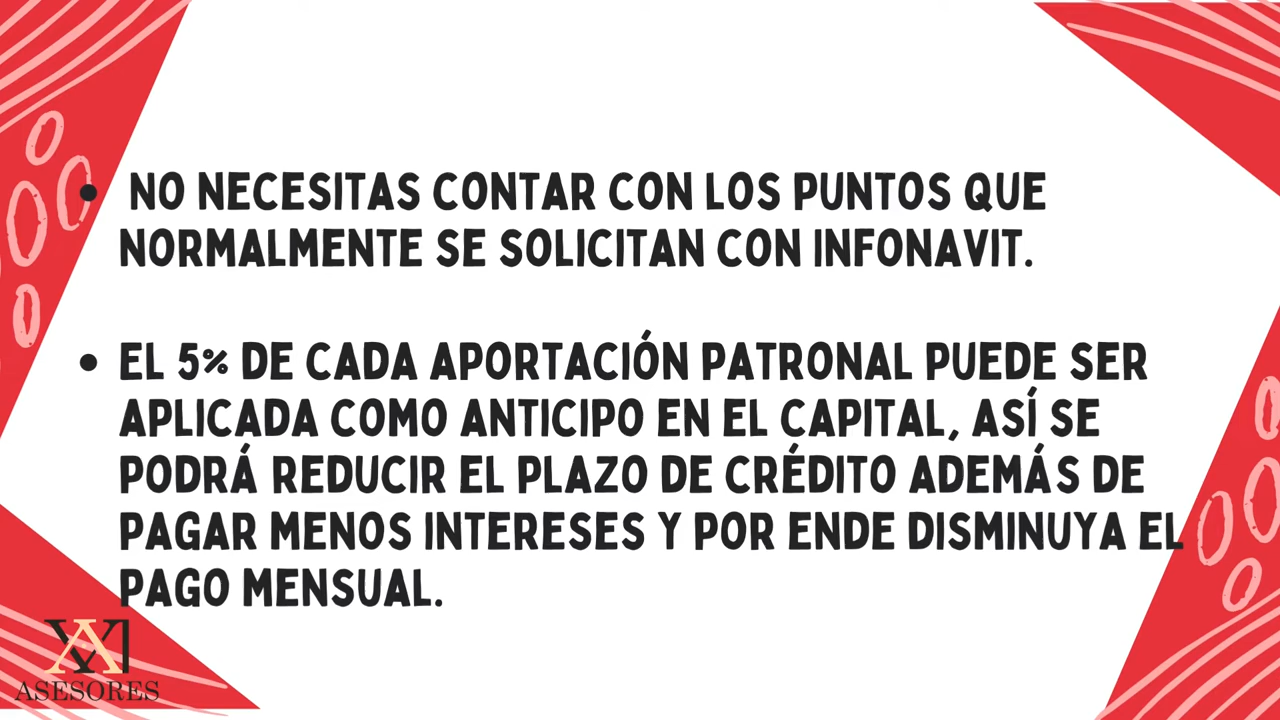 • NO NECESITAS CONTAR CON LOS PUNTOS QUE
NORMALMENTE SE SOLICITAN CON INFONAVIT.
• EL 5% DE CADA APORTACIÓN PATRONAL PUEDE SER
APLICADA COMO ANTICIPO EN EL CAPITAL, ASÍ SE
PODRÁ REDUCIR EL PLAZO DE CRÉDITO ADEMÁS DE
PAGAR MENOS INTERESES Y POR ENDE DISMINUYA EL
PAGO MENSUAL.
ASESORES